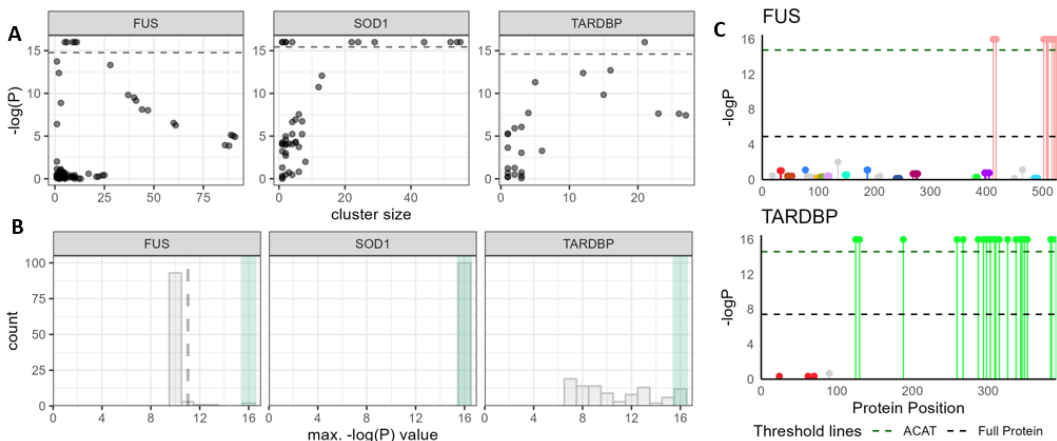 A
FUS
SOD1
TARDBP
-log(P)
15
10
5
0
0
25
50
75
0
20
40
0
10
20
cluster size
B
FUS
SOD1
TARDBP
count
100
75
50
25
0
0
4
8
12
16
0
4
8
12
16
0
4
8
12
16
max. -log(P) value
C
FUS
-logP
16
12
8
4
0
0
100
200
300
400
500
TARDBP
-logP
16
12
8
4
0
0
100
200
300
Protein Position
Threshold lines
ACAT
Full Protein